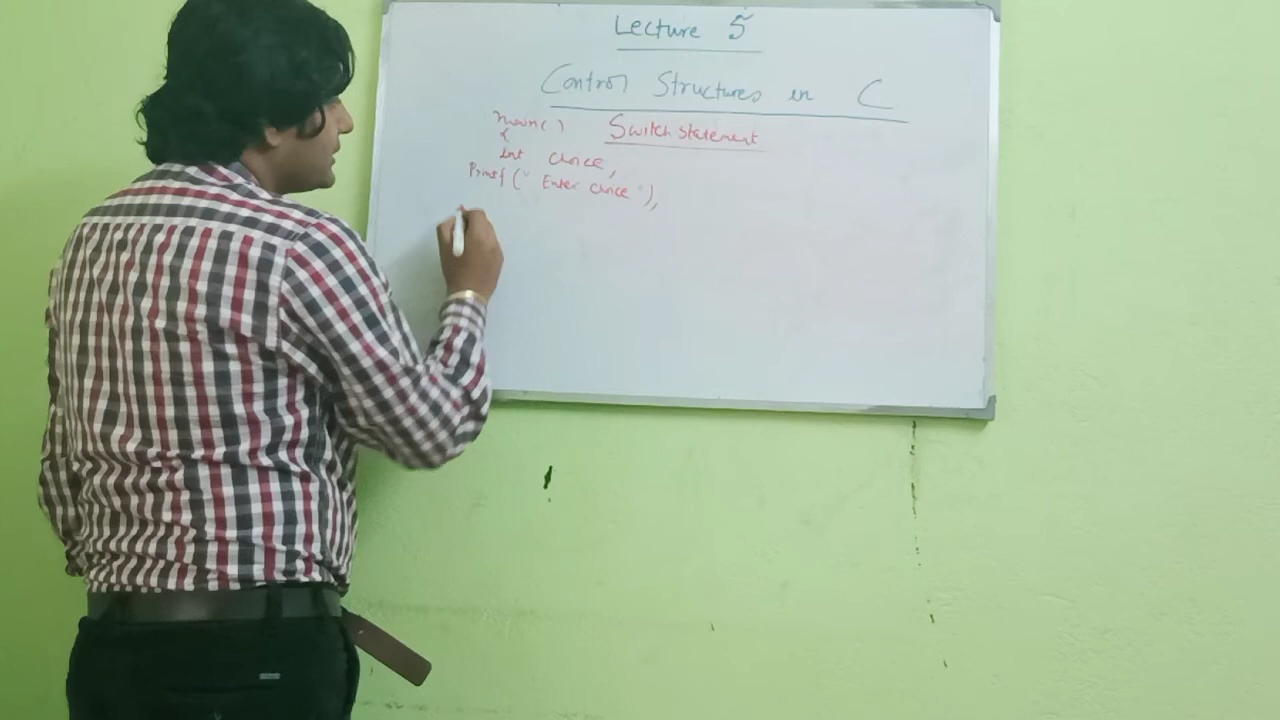 Lecture 5
Control Structures in C
main( ) Switch statement
{
int choice;
Printf (" Enter choice ");